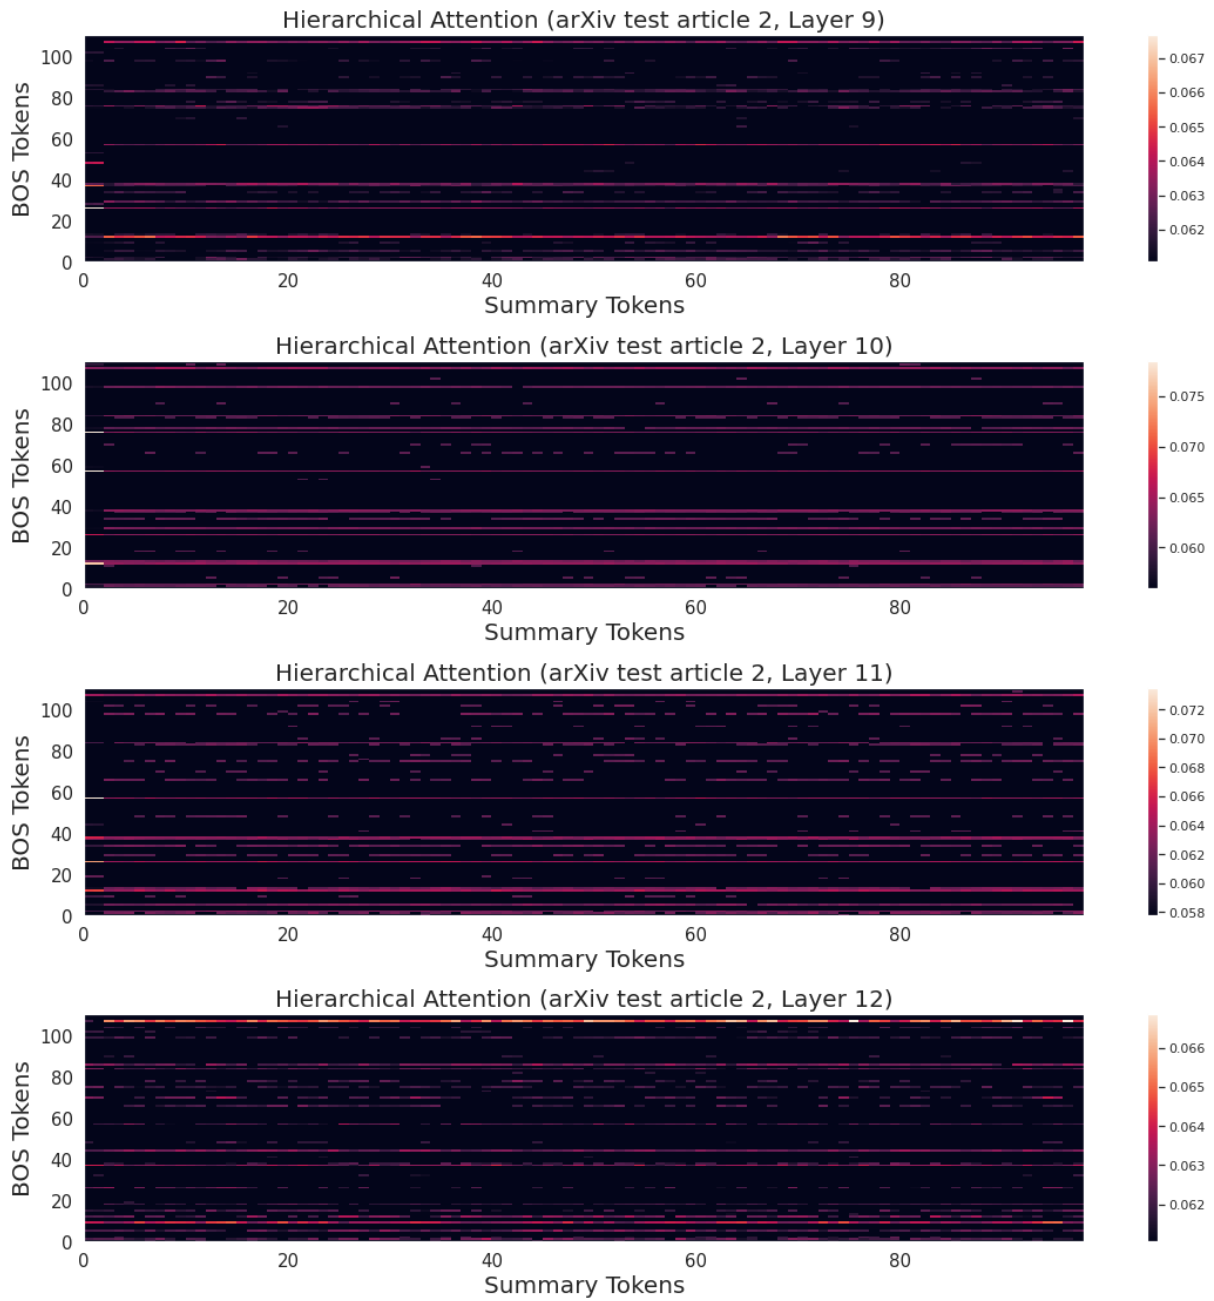 Hierarchical Attention (arXiv test article 2, Layer 9)
BOS Tokens
100
80
60
40
20
0
0 20 40 60 80
Summary Tokens
0.067
0.066
0.065
0.064
0.063
0.062
Hierarchical Attention (arXiv test article 2, Layer 10)
BOS Tokens
100
80
60
40
20
0
0 20 40 60 80
Summary Tokens
0.075
0.070
0.065
0.060
Hierarchical Attention (arXiv test article 2, Layer 11)
BOS Tokens
100
80
60
40
20
0
0 20 40 60 80
Summary Tokens
0.072
0.070
0.068
0.066
0.064
0.062
0.060
0.058
Hierarchical Attention (arXiv test article 2, Layer 12)
BOS Tokens
100
80
60
40
20
0
0 20 40 60 80
Summary Tokens
0.066
0.065
0.064
0.063
0.062